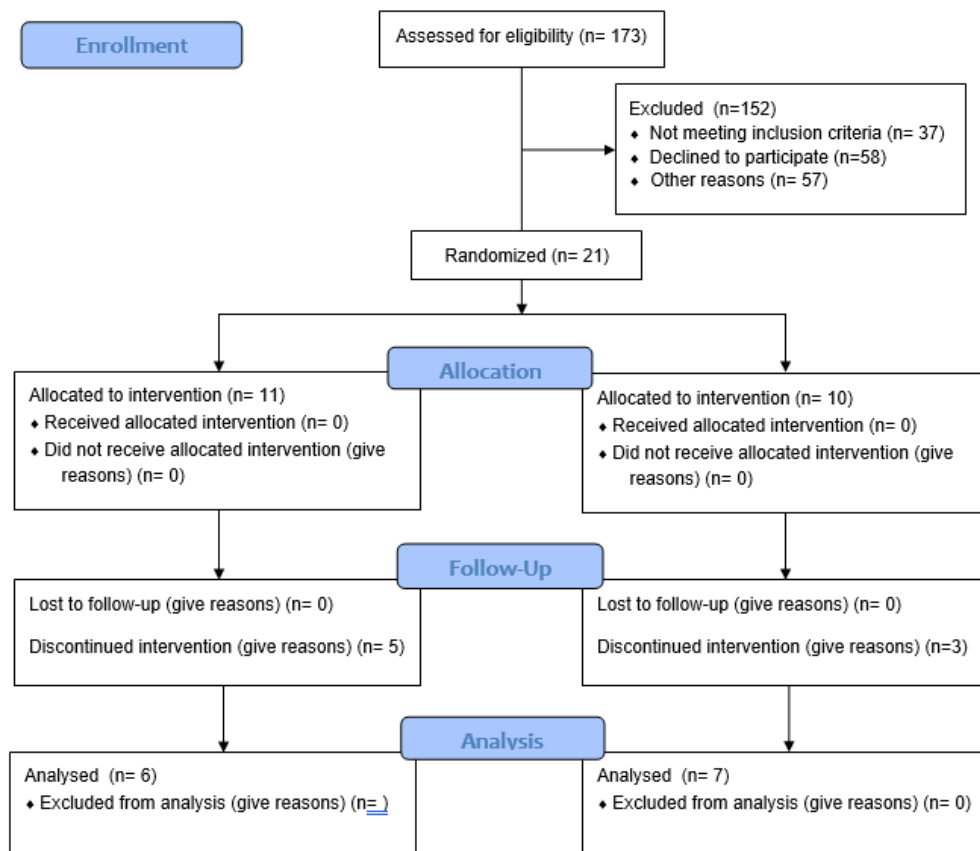 Enrollment
Assessed for eligibility (n= 173)
Excluded (n=152)
♦ Not meeting inclusion criteria (n= 37)
♦ Declined to participate (n=58)
♦ Other reasons (n= 57)
Randomized (n= 21)
Allocation
Allocated to intervention (n= 11)
♦ Received allocated intervention (n= 0)
♦ Did not receive allocated intervention (give
reasons) (n= 0)
Allocated to intervention (n= 10)
♦ Received allocated intervention (n= 0)
♦ Did not receive allocated intervention (give
reasons) (n= 0)
Follow-Up
Lost to follow-up (give reasons) (n= 0)
Discontinued intervention (give reasons) (n= 5)
Lost to follow-up (give reasons) (n= 0)
Discontinued intervention (give reasons) (n=3)
Analysis
Analysed (n= 6)
♦ Excluded from analysis (give reasons) (n= )
Analysed (n= 7)
♦ Excluded from analysis (give reasons) (n= 0)